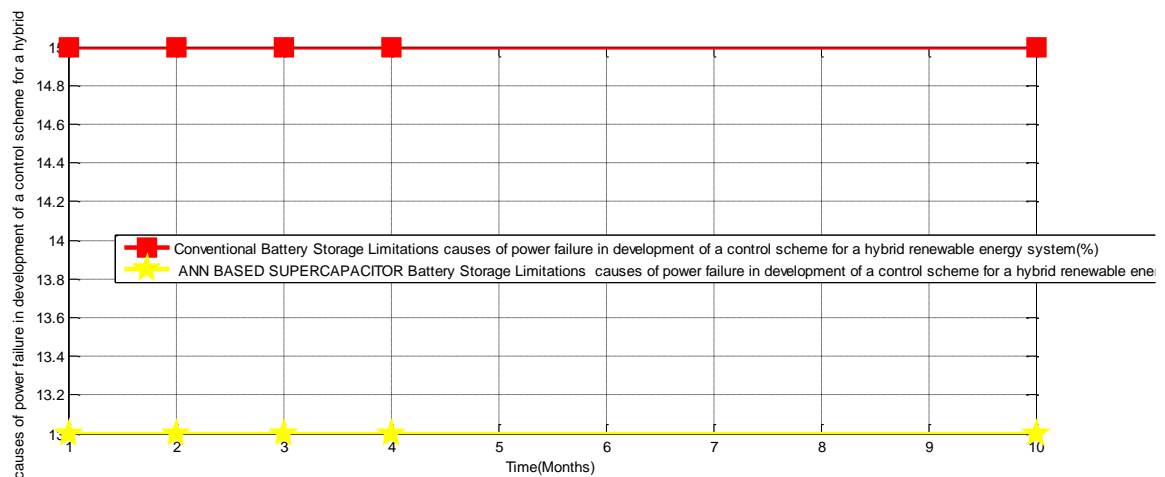 causes of power failure in development of a control scheme for a hybrid
15
14.8
14.6
14.4
14.2
14
13.8
13.6
13.4
13.2
13
Conventional Battery Storage Limitations causes of power failure in development of a control scheme for a hybrid renewable energy system(%)
ANN BASED SUPERCAPACITOR Battery Storage Limitations causes of power failure in development of a control scheme for a hybrid renewable ene
1 2 3 4 5 6 7 8 9 10
Time(Months)